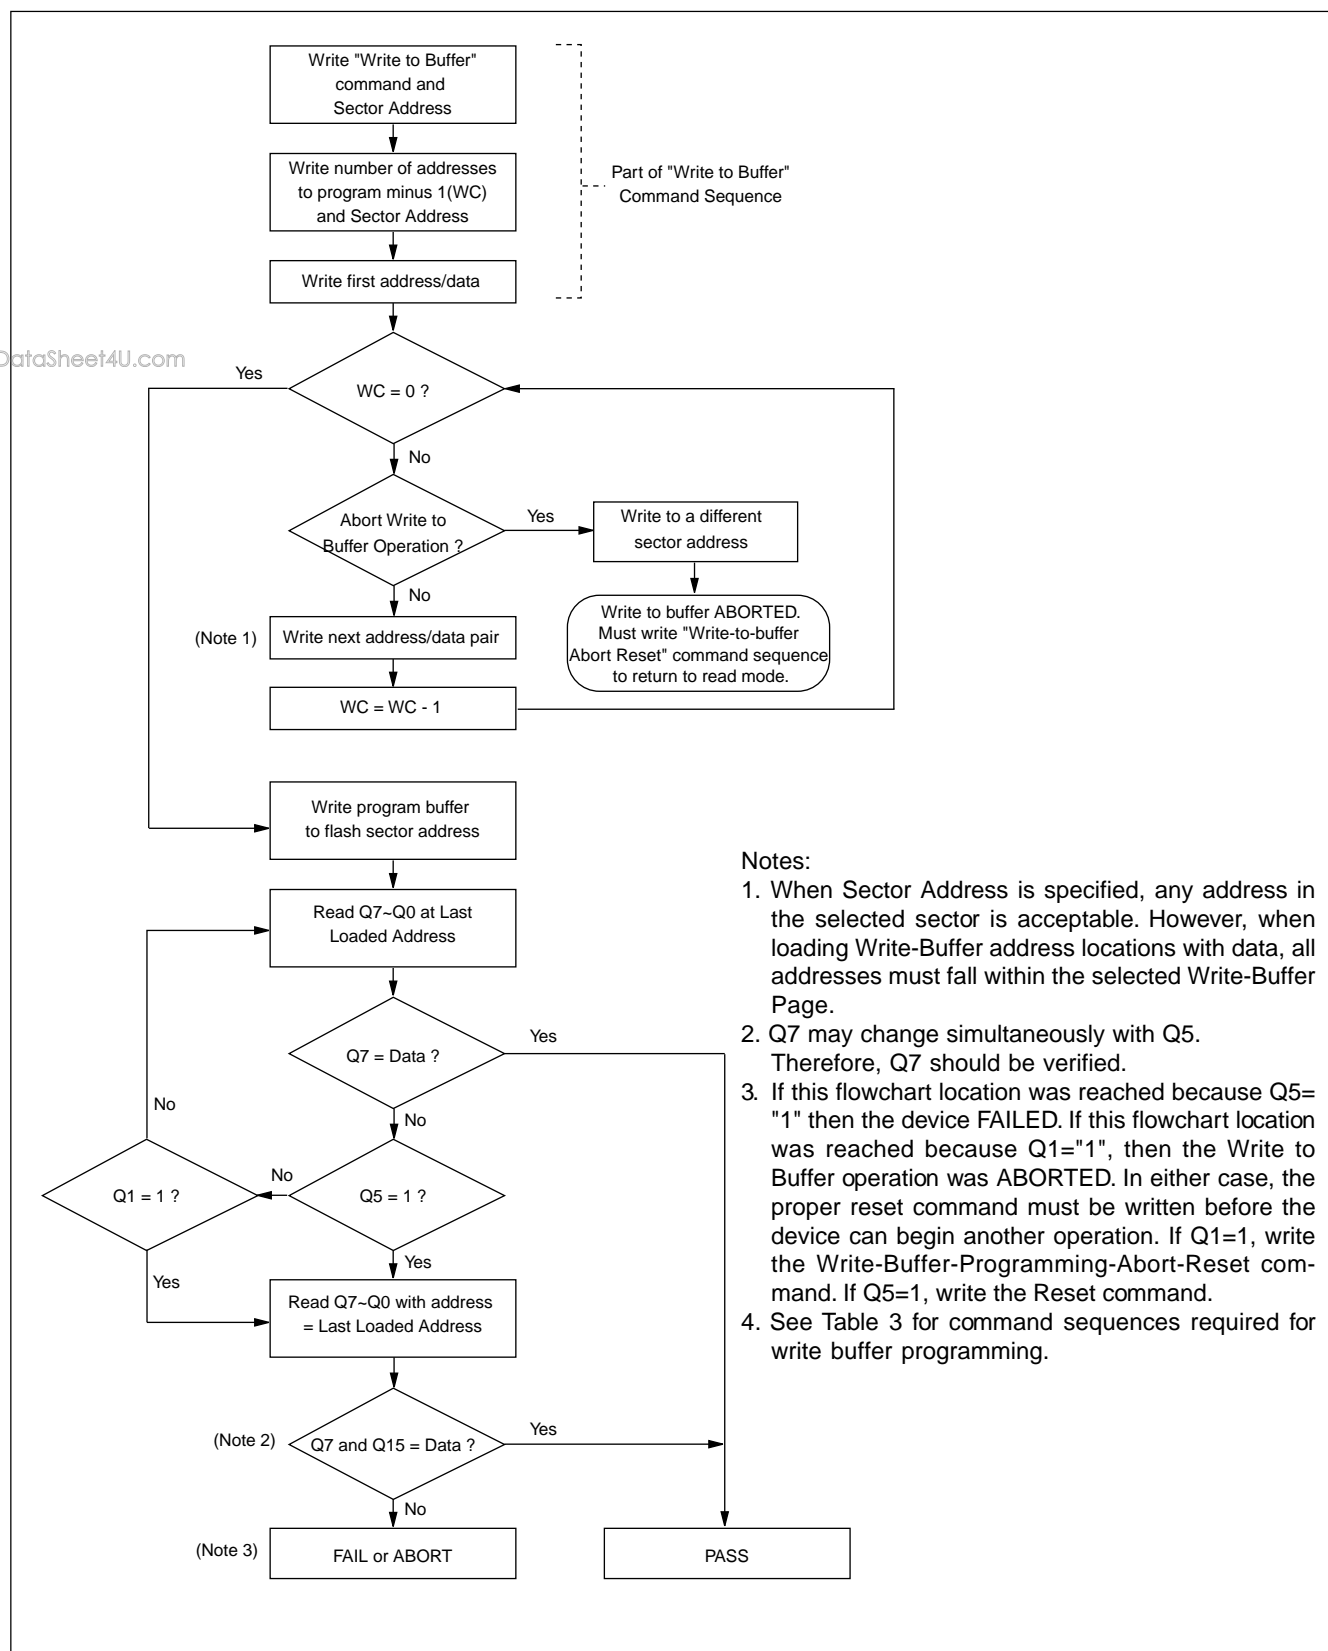 Write "Write to Buffer"
command and
Sector Address
Write number of addresses
to program minus 1(WC)
and Sector Address
Part of "Write to Buffer"
Command Sequence
Write first address/data
DataSheet4U.com
Yes
WC = 0 ?
No
Abort Write to
Buffer Operation ?
Yes
Write to a different
sector address
No
Write to buffer ABORTED.
Must write "Write-to-buffer
Abort Reset" command sequence
to return to read mode.
(Note 1)
Write next address/data pair
WC = WC - 1
Write program buffer
to flash sector address
Read Q7~Q0 at Last
Loaded Address
Q7 = Data ?
Yes
No
No
Q1 = 1 ?
No
Q5 = 1 ?
Yes
Yes
Read Q7~Q0 with address
= Last Loaded Address
(Note 2)
Q7 and Q15 = Data ?
Yes
No
(Note 3)
FAIL or ABORT
PASS
Notes:
1. When Sector Address is specified, any address in
the selected sector is acceptable. However, when
loading Write-Buffer address locations with data, all
addresses must fall within the selected Write-Buffer
Page.
2. Q7 may change simultaneously with Q5.
Therefore, Q7 should be verified.
3. If this flowchart location was reached because Q5=
"1" then the device FAILED. If this flowchart location
was reached because Q1="1", then the Write to
Buffer operation was ABORTED. In either case, the
proper reset command must be written before the
device can begin another operation. If Q1=1, write
the Write-Buffer-Programming-Abort-Reset com-
mand. If Q5=1, write the Reset command.
4. See Table 3 for command sequences required for
write buffer programming.